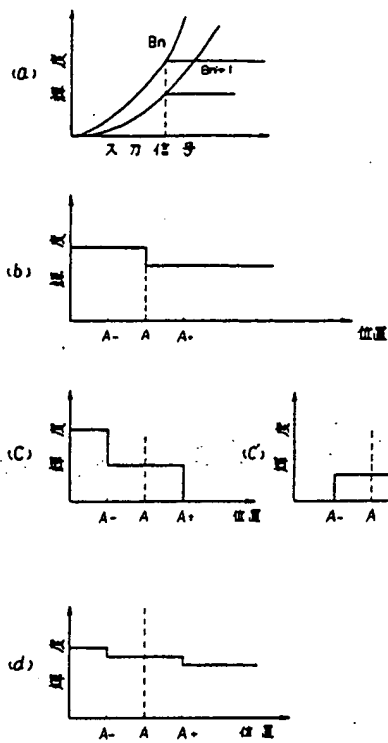 (a)
輝度
Bn
Bn+1
入力信号
(b)
輝度
A- A A+ 位置
(C)
輝度
A- A A+ 位置
(C')
輝度
A- A
(d)
輝度
A- A A+ 位置